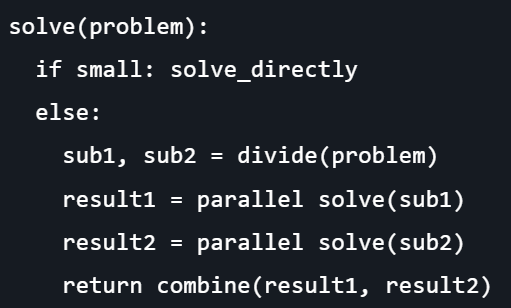 solve(problem):
  if small: solve_directly
  else:
    sub1, sub2 = divide(problem)
    result1 = parallel solve(sub1)
    result2 = parallel solve(sub2)
    return combine(result1, result2)